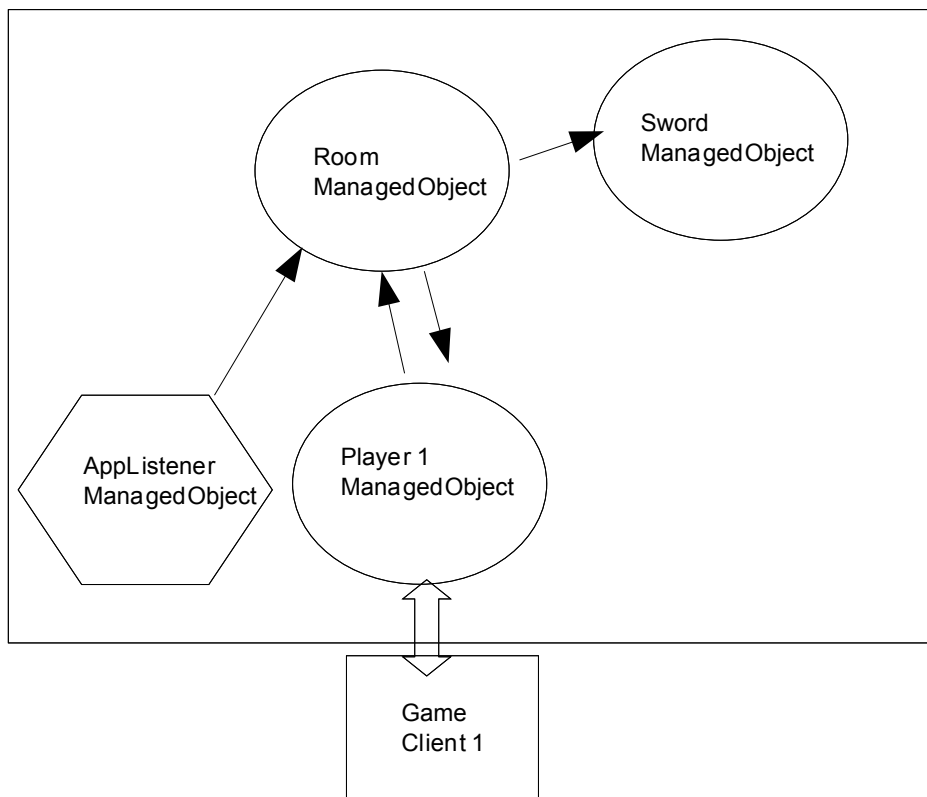 Room
ManagedObject
Sword
ManagedObject
AppListener
ManagedObject
Player 1
ManagedObject
Game
Client 1